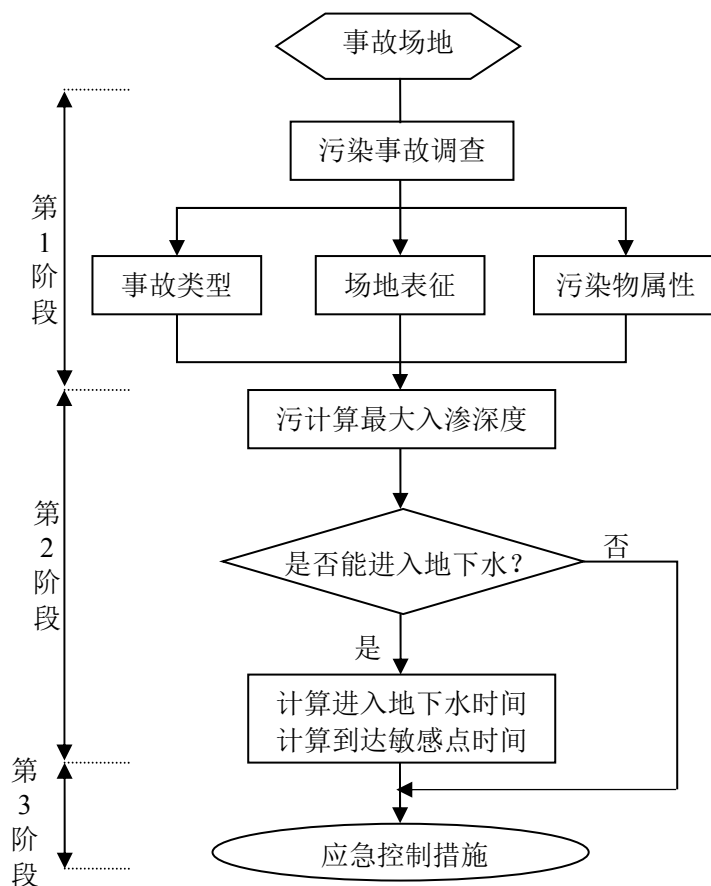 事故场地
污染事故调查
第1阶段
事故类型
场地表征
污染物属性
污计算最大入渗深度
第2阶段
是否能进入地下水？
否
是
计算进入地下水时间
计算到达敏感点时间
第3阶段
应急控制措施